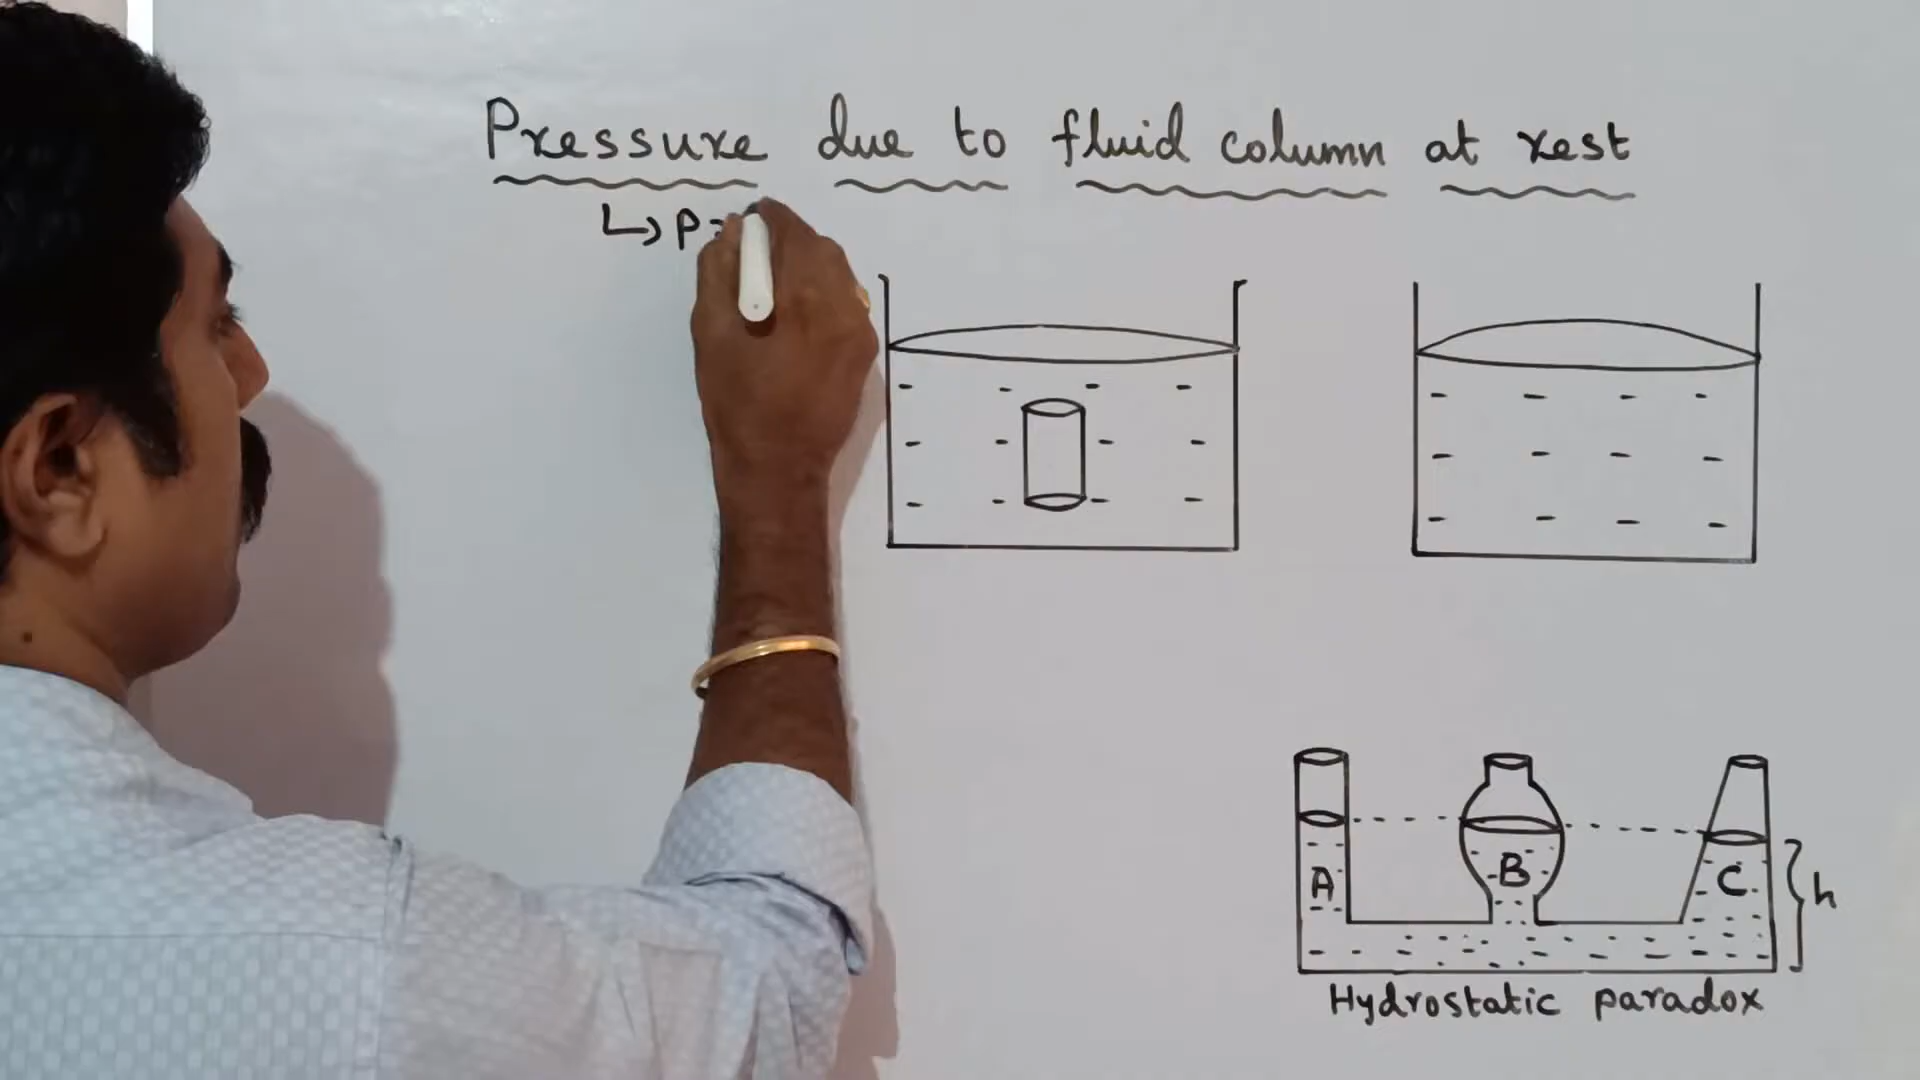 Pressure due to fluid column at rest
↳ P =
A
B
C
h
Hydrostatic paradox